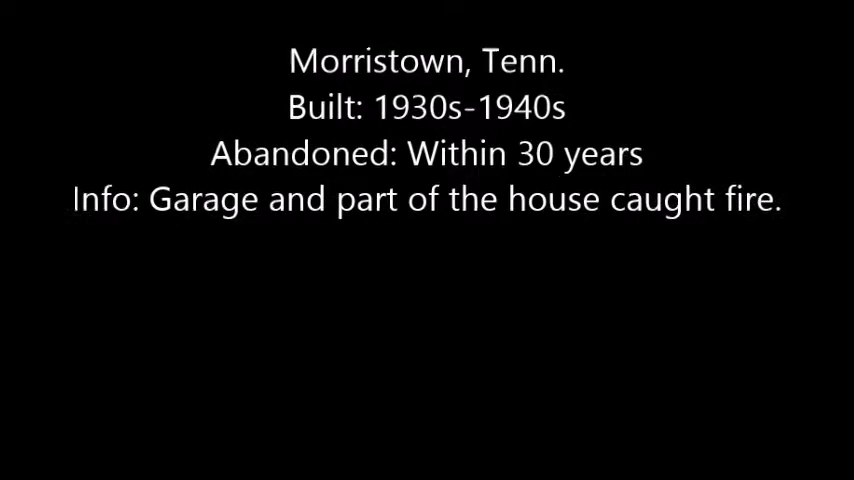 Morristown, Tenn.
Built: 1930s-1940s
Abandoned: Within 30 years
Info: Garage and part of the house caught fire.